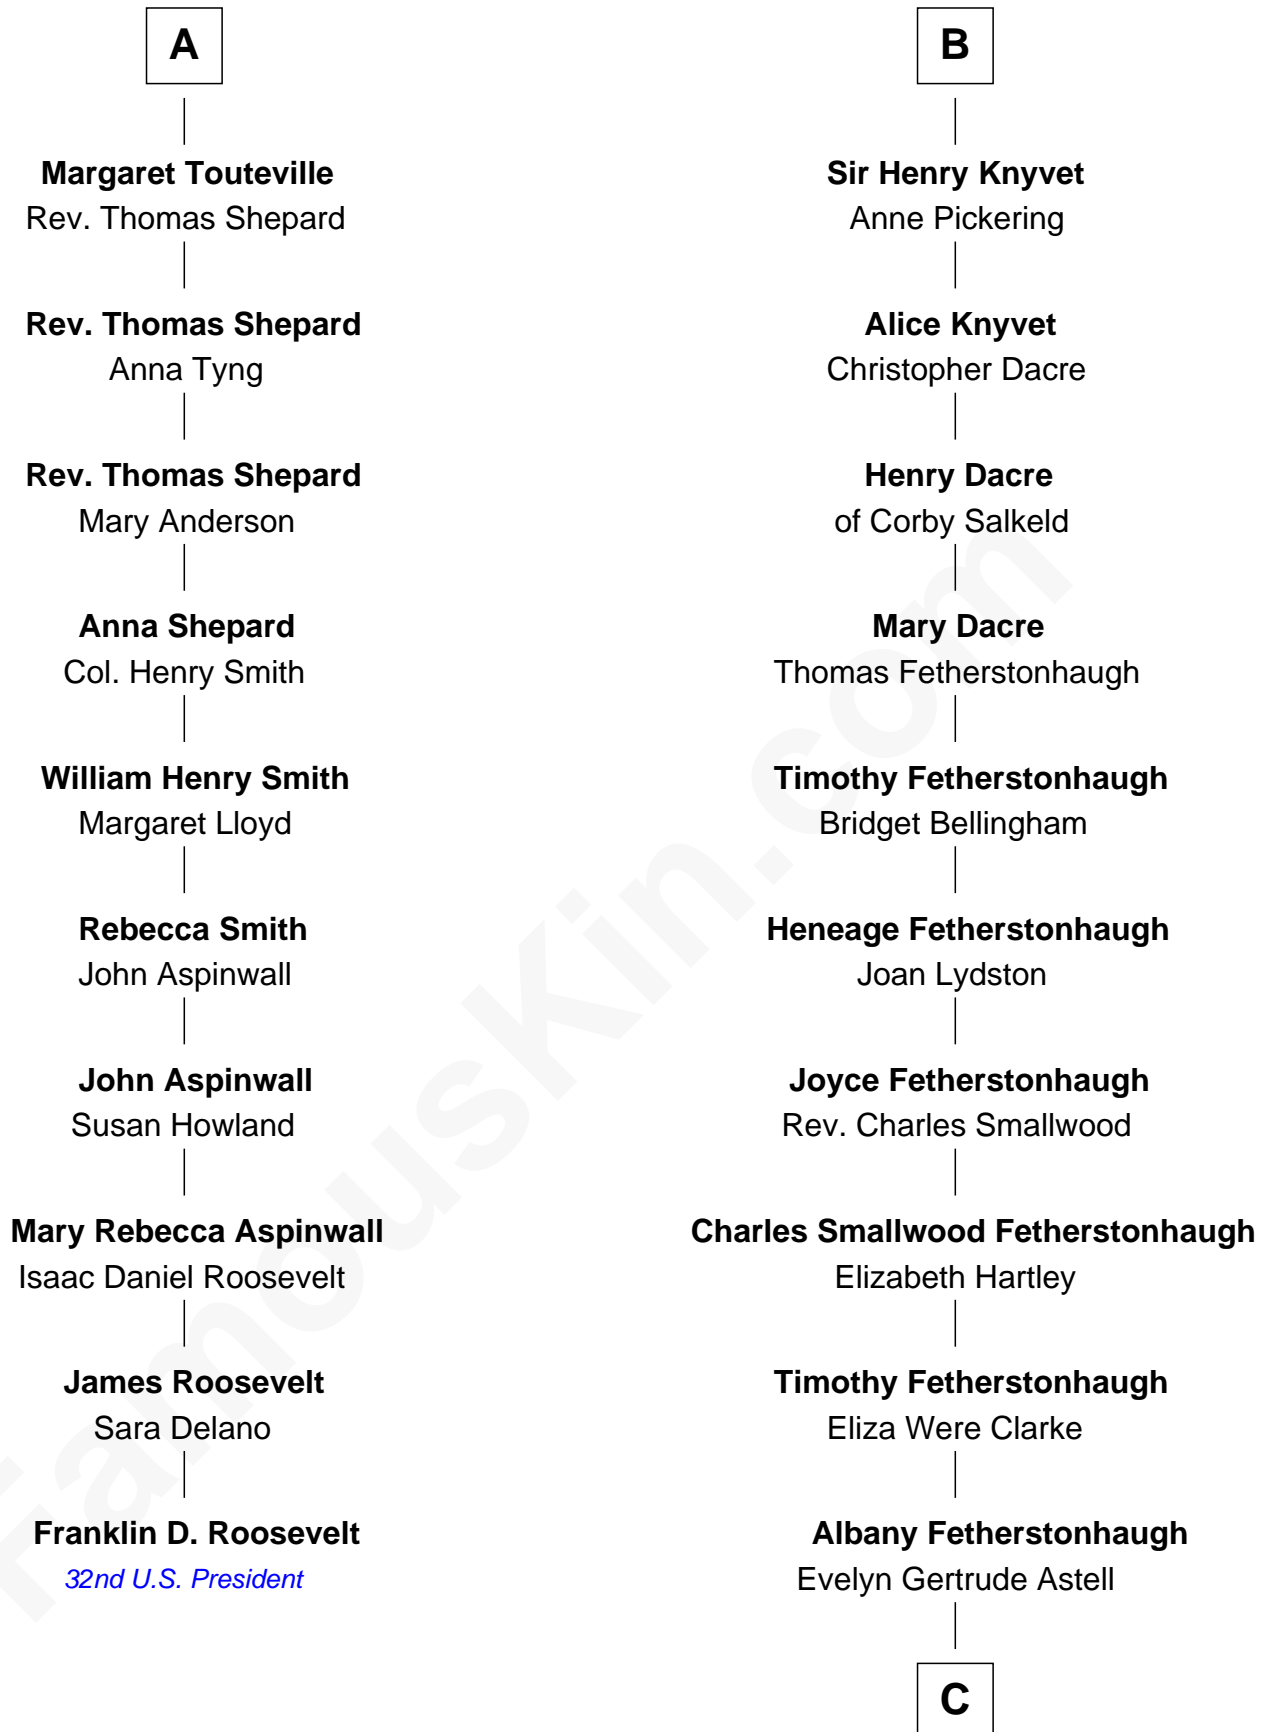 A
Margaret Touteville
Rev. Thomas Shepard
Rev. Thomas Shepard
Anna Tyng
Rev. Thomas Shepard
Mary Anderson
Anna Shepard
Col. Henry Smith
William Henry Smith
Margaret Lloyd
Rebecca Smith
John Aspinwall
John Aspinwall
Susan Howland
Mary Rebecca Aspinwall
Isaac Daniel Roosevelt
James Roosevelt
Sara Delano
Franklin D. Roosevelt
32nd U.S. President
B
Sir Henry Knyvet
Anne Pickering
Alice Knyvet
Christopher Dacre
Henry Dacre
of Corby Salkeld
Mary Dacre
Thomas Fetherstonhaugh
Timothy Fetherstonhaugh
Bridget Bellingham
Heneage Fetherstonhaugh
Joan Lydston
Joyce Fetherstonhaugh
Rev. Charles Smallwood
Charles Smallwood Fetherstonhaugh
Elizabeth Hartley
Timothy Fetherstonhaugh
Eliza Were Clarke
Albany Fetherstonhaugh
Evelyn Gertrude Astell
C
FamousKin.com